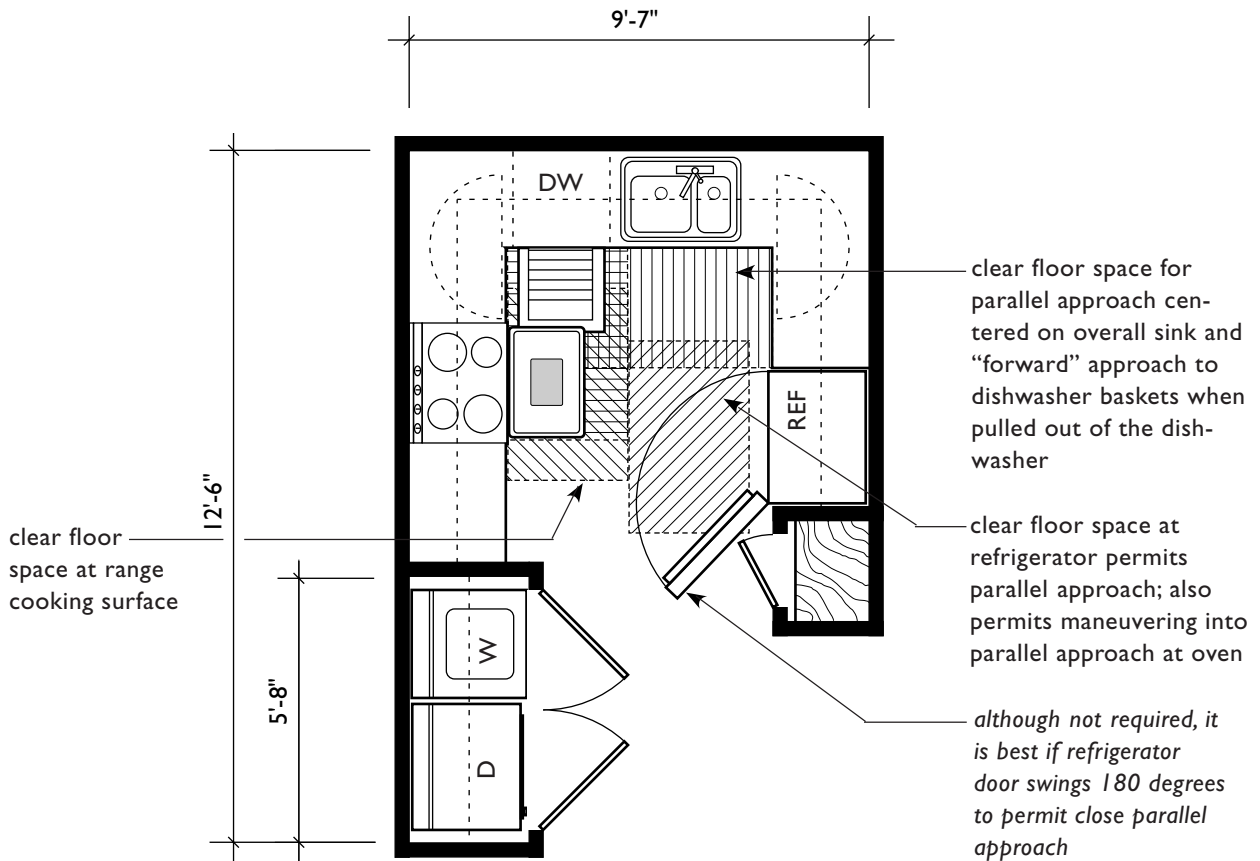 9'-7"
DW
clear floor space for
parallel approach cen-
tered on overall sink and
“forward” approach to
dishwasher baskets when
pulled out of the dish-
washer
REF
12'-6"
clear floor
space at range
cooking surface
clear floor space at
refrigerator permits
parallel approach; also
permits maneuvering into
parallel approach at oven
5'-8"
W
D
although not required, it
is best if refrigerator
door swings 180 degrees
to permit close parallel
approach